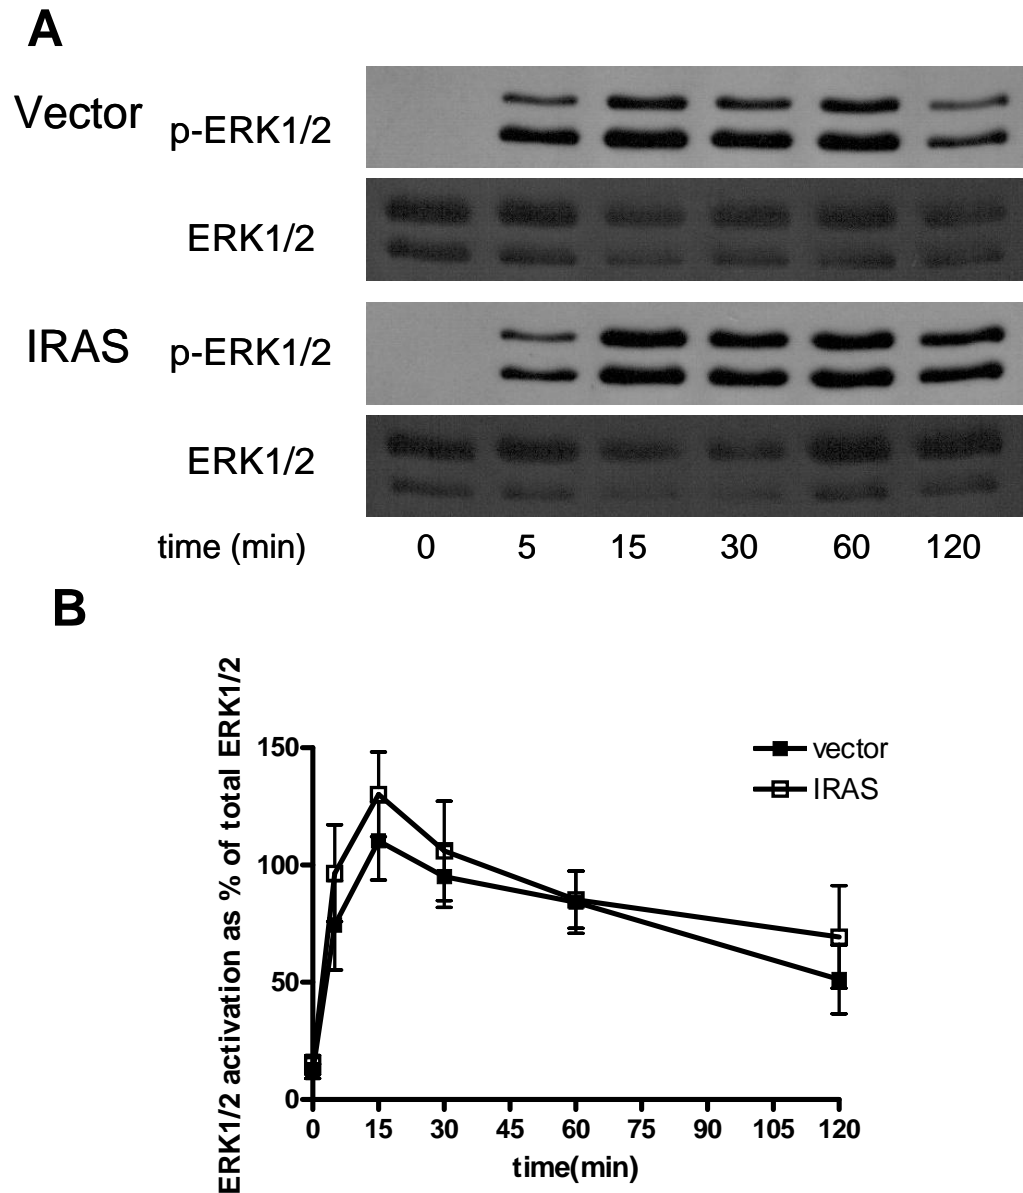 A
Vector p-ERK1/2
ERK1/2
IRAS p-ERK1/2
ERK1/2
time (min) 0 5 15 30 60 120
B
ERK1/2 activation as % of total ERK1/2
150
100
50
0
vector
IRAS
0 15 30 45 60 75 90 105 120
time(min)